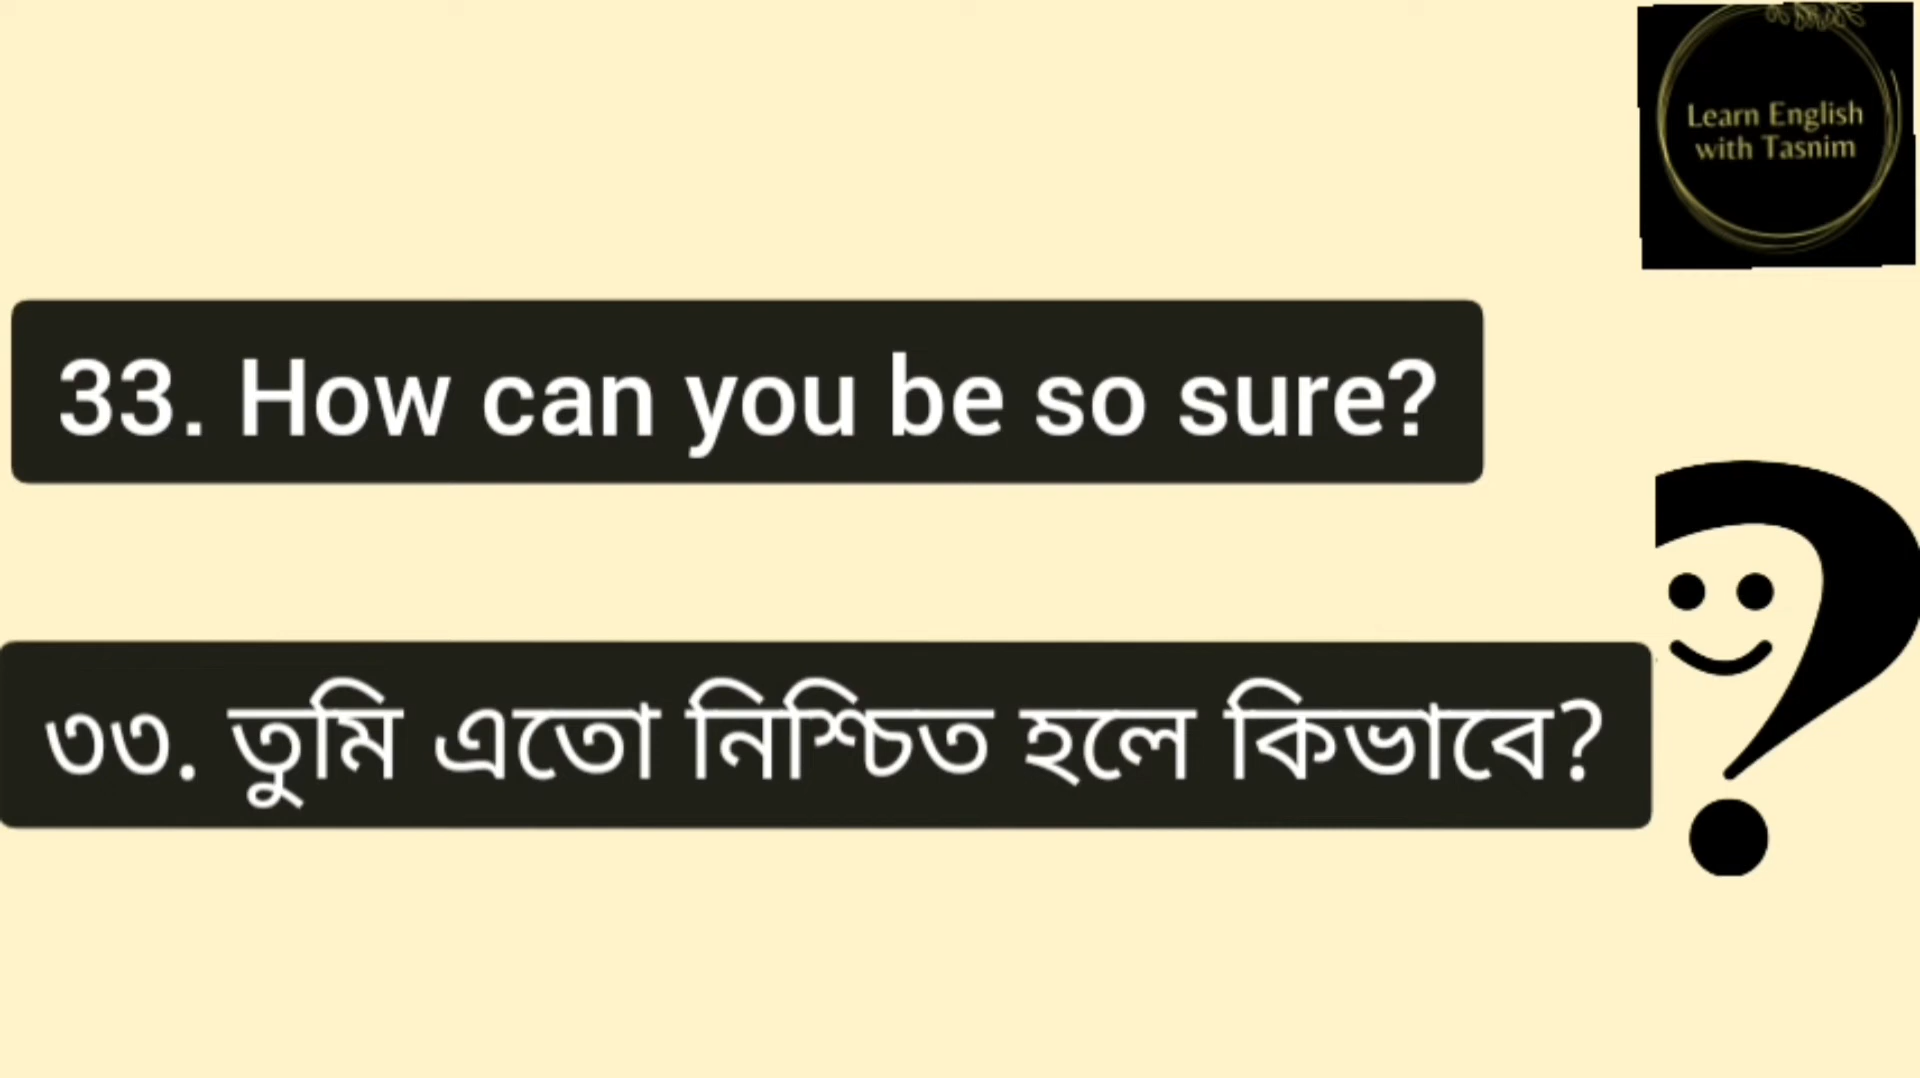 Learn English
with Tasnim
33. How can you be so sure?
৩৩. তুমি এতো নিশ্চিত হলে কিভাবে?